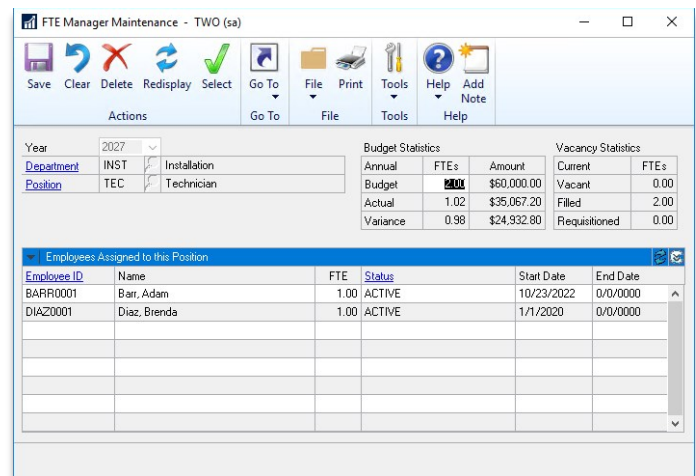 FTE Manager Maintenance - TWO (sa)
Save Clear Delete Redisplay Select Go To File Print Tools Help Add Note
Actions Go To File Tools Help
Year 2027 Budget Statistics Vacancy Statistics
Department INST Installation Annual FTEs Amount Current FTEs
Position TEC Technician Budget 2.00 $60,000.00 Vacant 0.00
Actual 1.02 $35,067.20 Filled 2.00
Variance 0.98 $24,932.80 Requisitioned 0.00
Employees Assigned to this Position
Employee ID Name FTE Status Start Date End Date
BARR0001 Barr, Adam 1.00 ACTIVE 10/23/2022 0/0/0000
DIAZ0001 Diaz, Brenda 1.00 ACTIVE 1/1/2020 0/0/0000